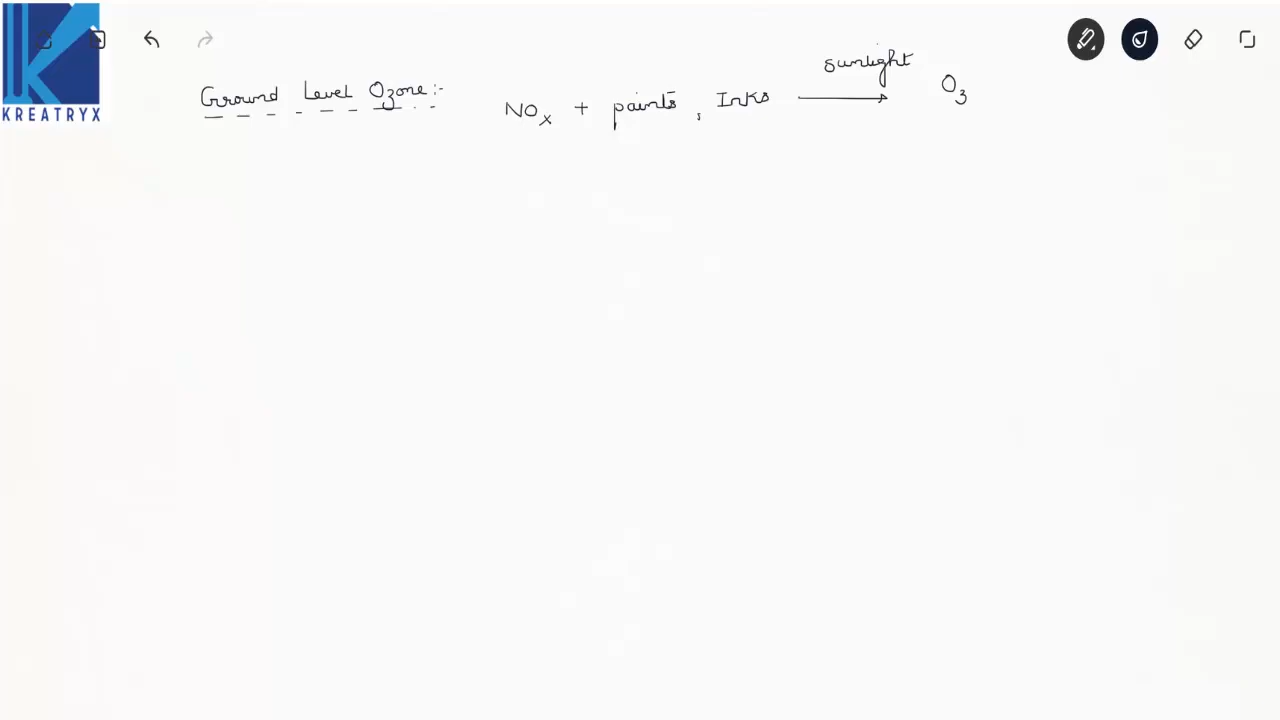 KREATRYX
Ground Level Ozone:- NOx + paints, Inks sunlight → O3